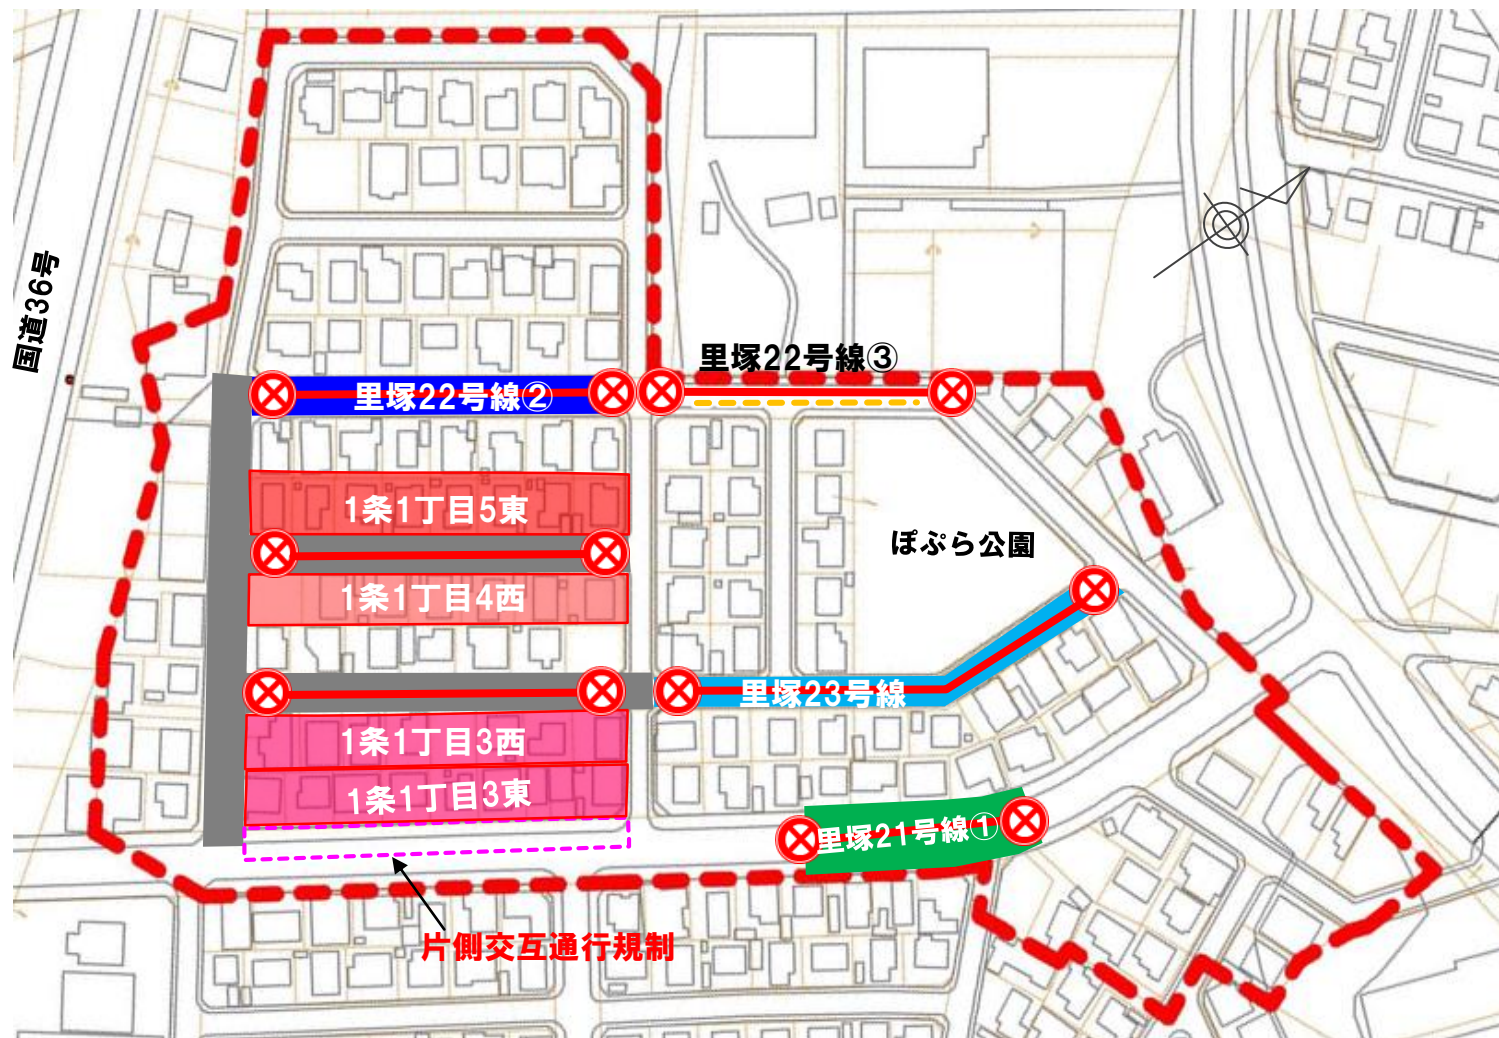 国道36号
里塚22号線③
里塚22号線②
1条1丁目5東
ぽぷら公園
1条1丁目4西
里塚23号線
1条1丁目3西
1条1丁目3東
里塚21号線①
片側交互通行規制